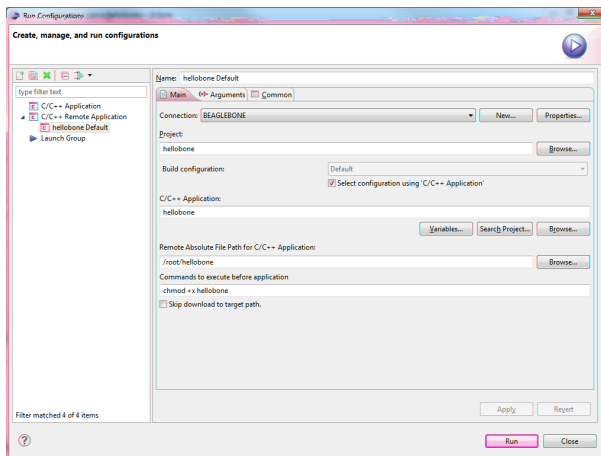 Run Configurations
Create, manage, and run configurations
type filter text
C/C++ Application
C/C++ Remote Application
hellobone Default
Launch Group
Filter matched 4 of 4 items
Name: hellobone Default
Main Arguments Common
Connection: BEAGLEBONE New... Properties...
Project:
hellobone Browse...
Build configuration: Default
Select configuration using 'C/C++ Application'
C/C++ Application:
hellobone
Variables... Search Project... Browse...
Remote Absolute File Path for C/C++ Application:
/root/hellobone Browse...
Commands to execute before application
chmod +x hellobone
Skip download to target path.
Apply Revert
Run Close